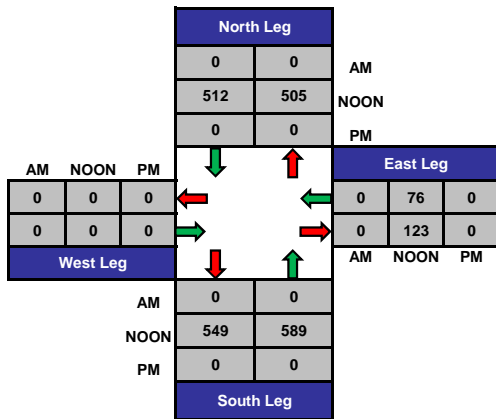 North Leg
0 0 AM
512 505 NOON
0 0 PM
AM NOON PM East Leg
0 0 0 0 76 0
0 0 0 0 123 0
West Leg AM NOON PM
AM 0 0
NOON 549 589
PM 0 0
South Leg